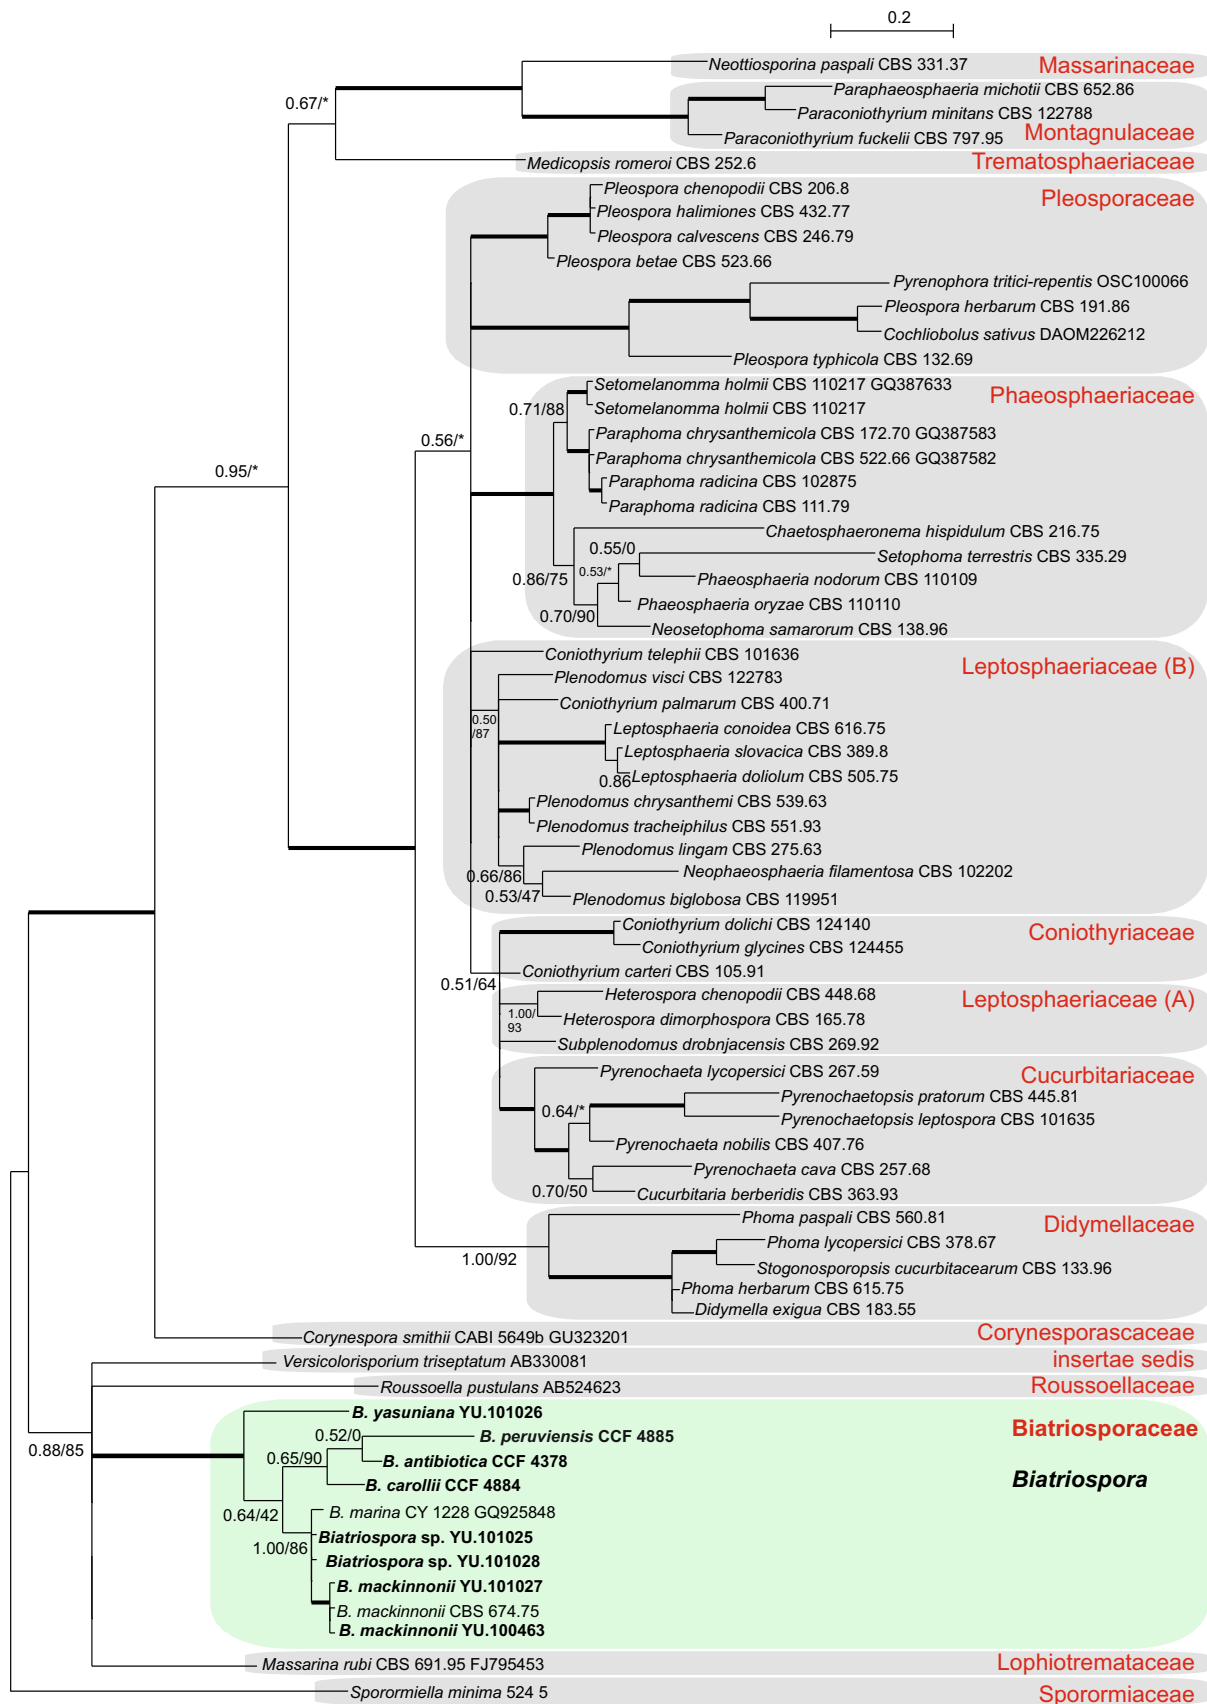 0.2
Neottiosporina paspali CBS 331.37
Massarinaceae
Paraphaeosphaeria michotii CBS 652.86
0.67/*
Paraconiothyrium minitans CBS 122788
Paraconiothyrium fuckelii CBS 797.95
Montagnulaceae
Medicopsis romeroi CBS 252.6
Trematosphaeriaceae
Pleospora chenopodii CBS 206.8
Pleosporaceae
Pleospora halimiones CBS 432.77
Pleospora calvescens CBS 246.79
Pleospora betae CBS 523.66
Pyrenophora tritici-repentis OSC100066
Pleospora herbarum CBS 191.86
Cochliobolus sativus DAOM226212
Pleospora typhicola CBS 132.69
Setomelanomma holmii CBS 110217 GQ387633
Phaeosphaeriaceae
0.71/88
Setomelanomma holmii CBS 110217
0.56/*
Paraphoma chrysanthemicola CBS 172.70 GQ387583
Paraphoma chrysanthemicola CBS 522.66 GQ387582
0.95/*
Paraphoma radicina CBS 102875
Paraphoma radicina CBS 111.79
Chaetosphaeronema hispidulum CBS 216.75
0.55/0
Setophoma terrestris CBS 335.29
0.86/75
0.53/*
Phaeosphaeria nodorum CBS 110109
Phaeosphaeria oryzae CBS 110110
0.70/90
Neosetophoma samarorum CBS 138.96
Coniothyrium telephii CBS 101636
Leptosphaeriaceae (B)
Plenodomus visci CBS 122783
Coniothyrium palmarum CBS 400.71
0.50
/87
Leptosphaeria conoidea CBS 616.75
Leptosphaeria slovacica CBS 389.8
0.86
Leptosphaeria doliolum CBS 505.75
Plenodomus chrysanthemi CBS 539.63
Plenodomus tracheiphilus CBS 551.93
Plenodomus lingam CBS 275.63
0.66/86
Neophaeosphaeria filamentosa CBS 102202
0.53/47
Plenodomus biglobosa CBS 119951
Coniothyrium dolichi CBS 124140
Coniothyriaceae
Coniothyrium glycines CBS 124455
Coniothyrium carteri CBS 105.91
0.51/64
Heterospora chenopodii CBS 448.68
Leptosphaeriaceae (A)
1.00/
93
Heterospora dimorphospora CBS 165.78
Subplenodomus drobnjacensis CBS 269.92
Pyrenochaeta lycopersici CBS 267.59
Cucurbitariaceae
Pyrenochaetopsis pratorum CBS 445.81
0.64/*
Pyrenochaetopsis leptospora CBS 101635
Pyrenochaeta nobilis CBS 407.76
Pyrenochaeta cava CBS 257.68
0.70/50
Cucurbitaria berberidis CBS 363.93
Phoma paspali CBS 560.81
Didymellaceae
Phoma lycopersici CBS 378.67
1.00/92
Stogonosporopsis cucurbitacearum CBS 133.96
Phoma herbarum CBS 615.75
Didymella exigua CBS 183.55
Corynespora smithii CABI 5649b GU323201
Corynesporascaceae
Versicolorisporium triseptatum AB330081
insertae sedis
Roussoella pustulans AB524623
Roussoellaceae
B. yasuniana YU.101026
Biatriosporaceae
0.52/0
B. peruviensis CCF 4885
0.88/85
0.65/90
B. antibiotica CCF 4378
Biatriospora
B. carollii CCF 4884
0.64/42
B. marina CY 1228 GQ925848
Biatriospora sp. YU.101025
1.00/86
Biatriospora sp. YU.101028
B. mackinnonii YU.101027
B. mackinnonii CBS 674.75
B. mackinnonii YU.100463
Massarina rubi CBS 691.95 FJ795453
Lophiotremataceae
Sporormiella minima 524 5
Sporormiaceae